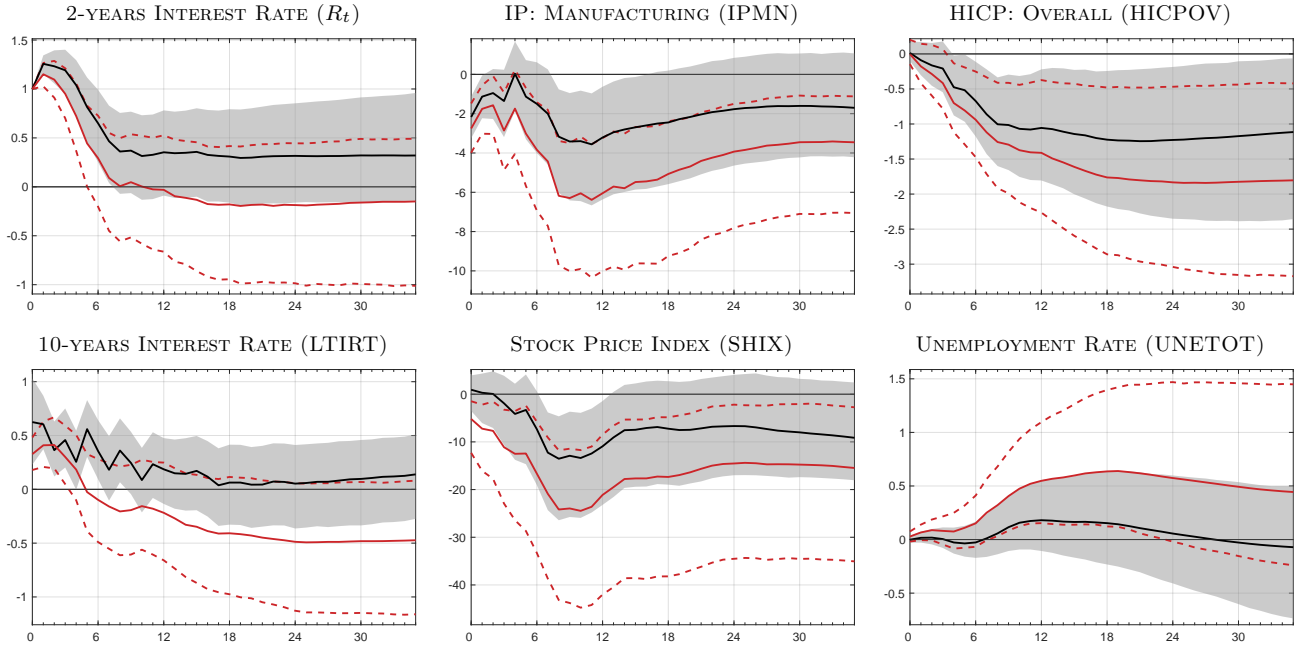 2-YEARS INTEREST RATE (Rt)
1.5
1
0.5
0
-0.5
-1
0 6 12 18 24 30
IP: MANUFACTURING (IPMN)
0
-2
-4
-6
-8
-10
0 6 12 18 24 30
HICP: OVERALL (HICPOV)
0
-0.5
-1
-1.5
-2
-2.5
-3
0 6 12 18 24 30
10-YEARS INTEREST RATE (LTIRT)
1
0.5
0
-0.5
-1
0 6 12 18 24 30
STOCK PRICE INDEX (SHIX)
0
-10
-20
-30
-40
0 6 12 18 24 30
UNEMPLOYMENT RATE (UNETOT)
1.5
1
0.5
0
-0.5
0 6 12 18 24 30